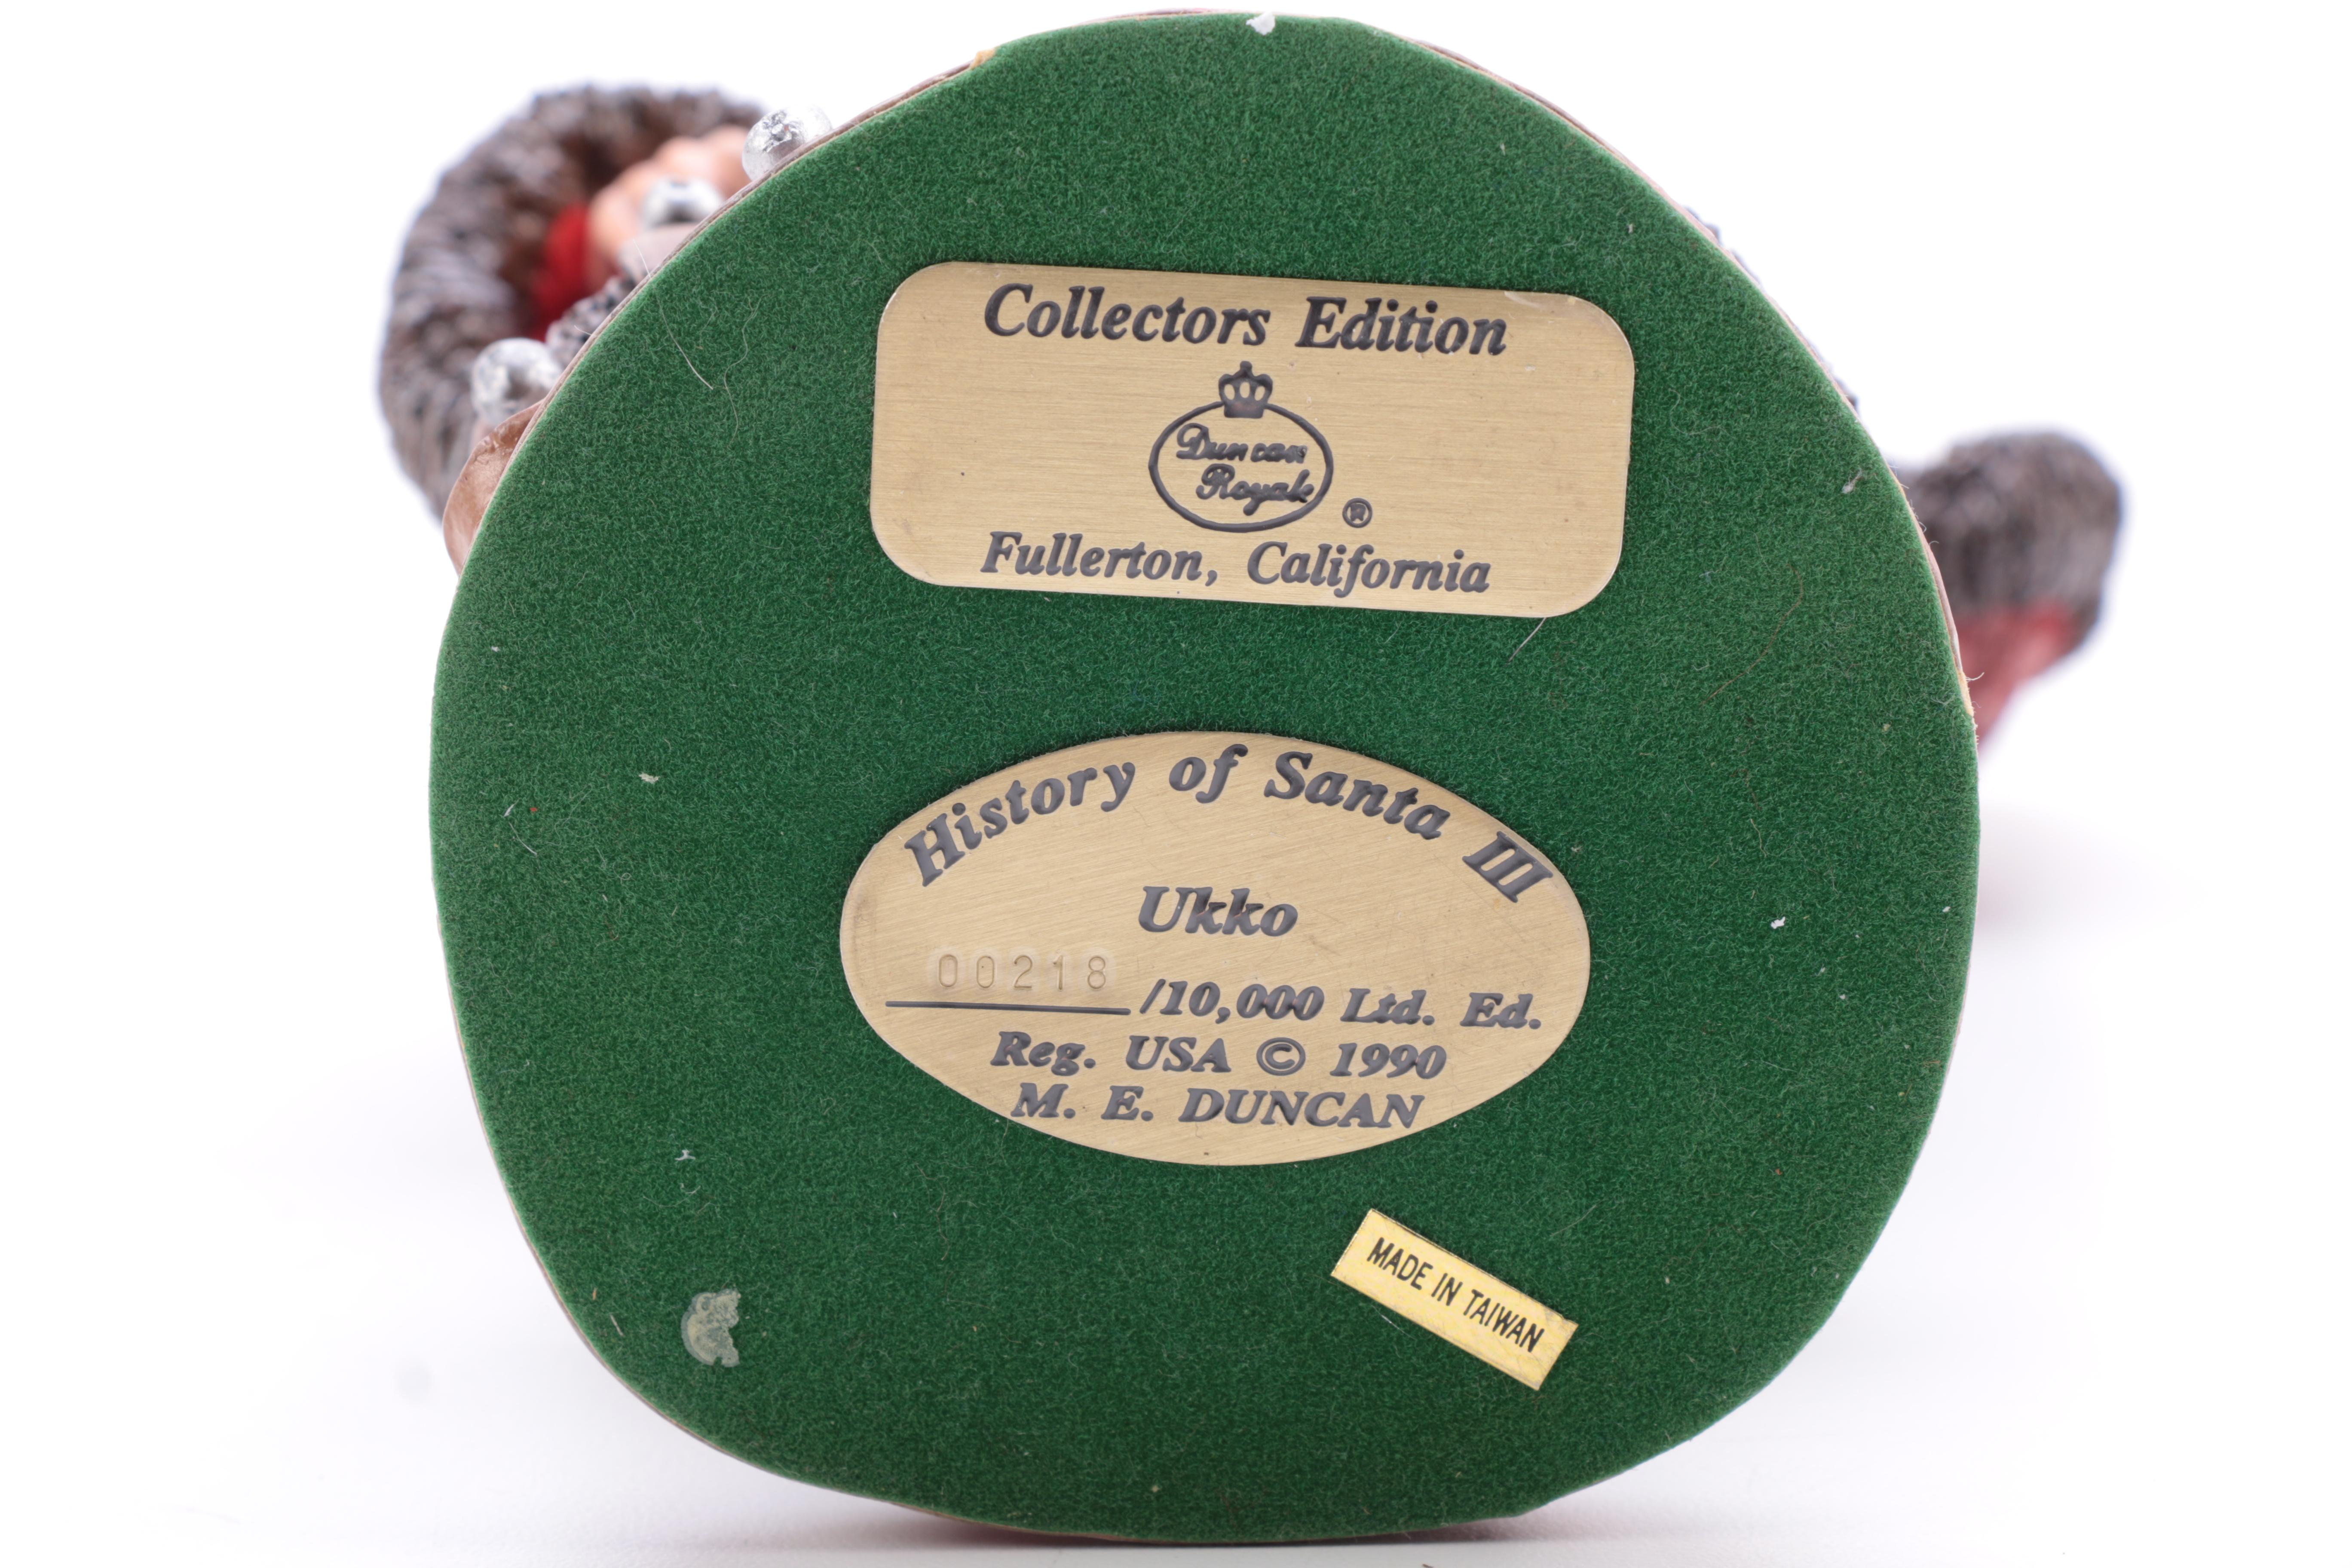 Collectors Edition
Duncan
Royale
®
Fullerton, California
History of Santa III
Ukko
00218 /10,000 Ltd. Ed.
Reg. USA © 1990
M. E. DUNCAN
MADE IN TAIWAN